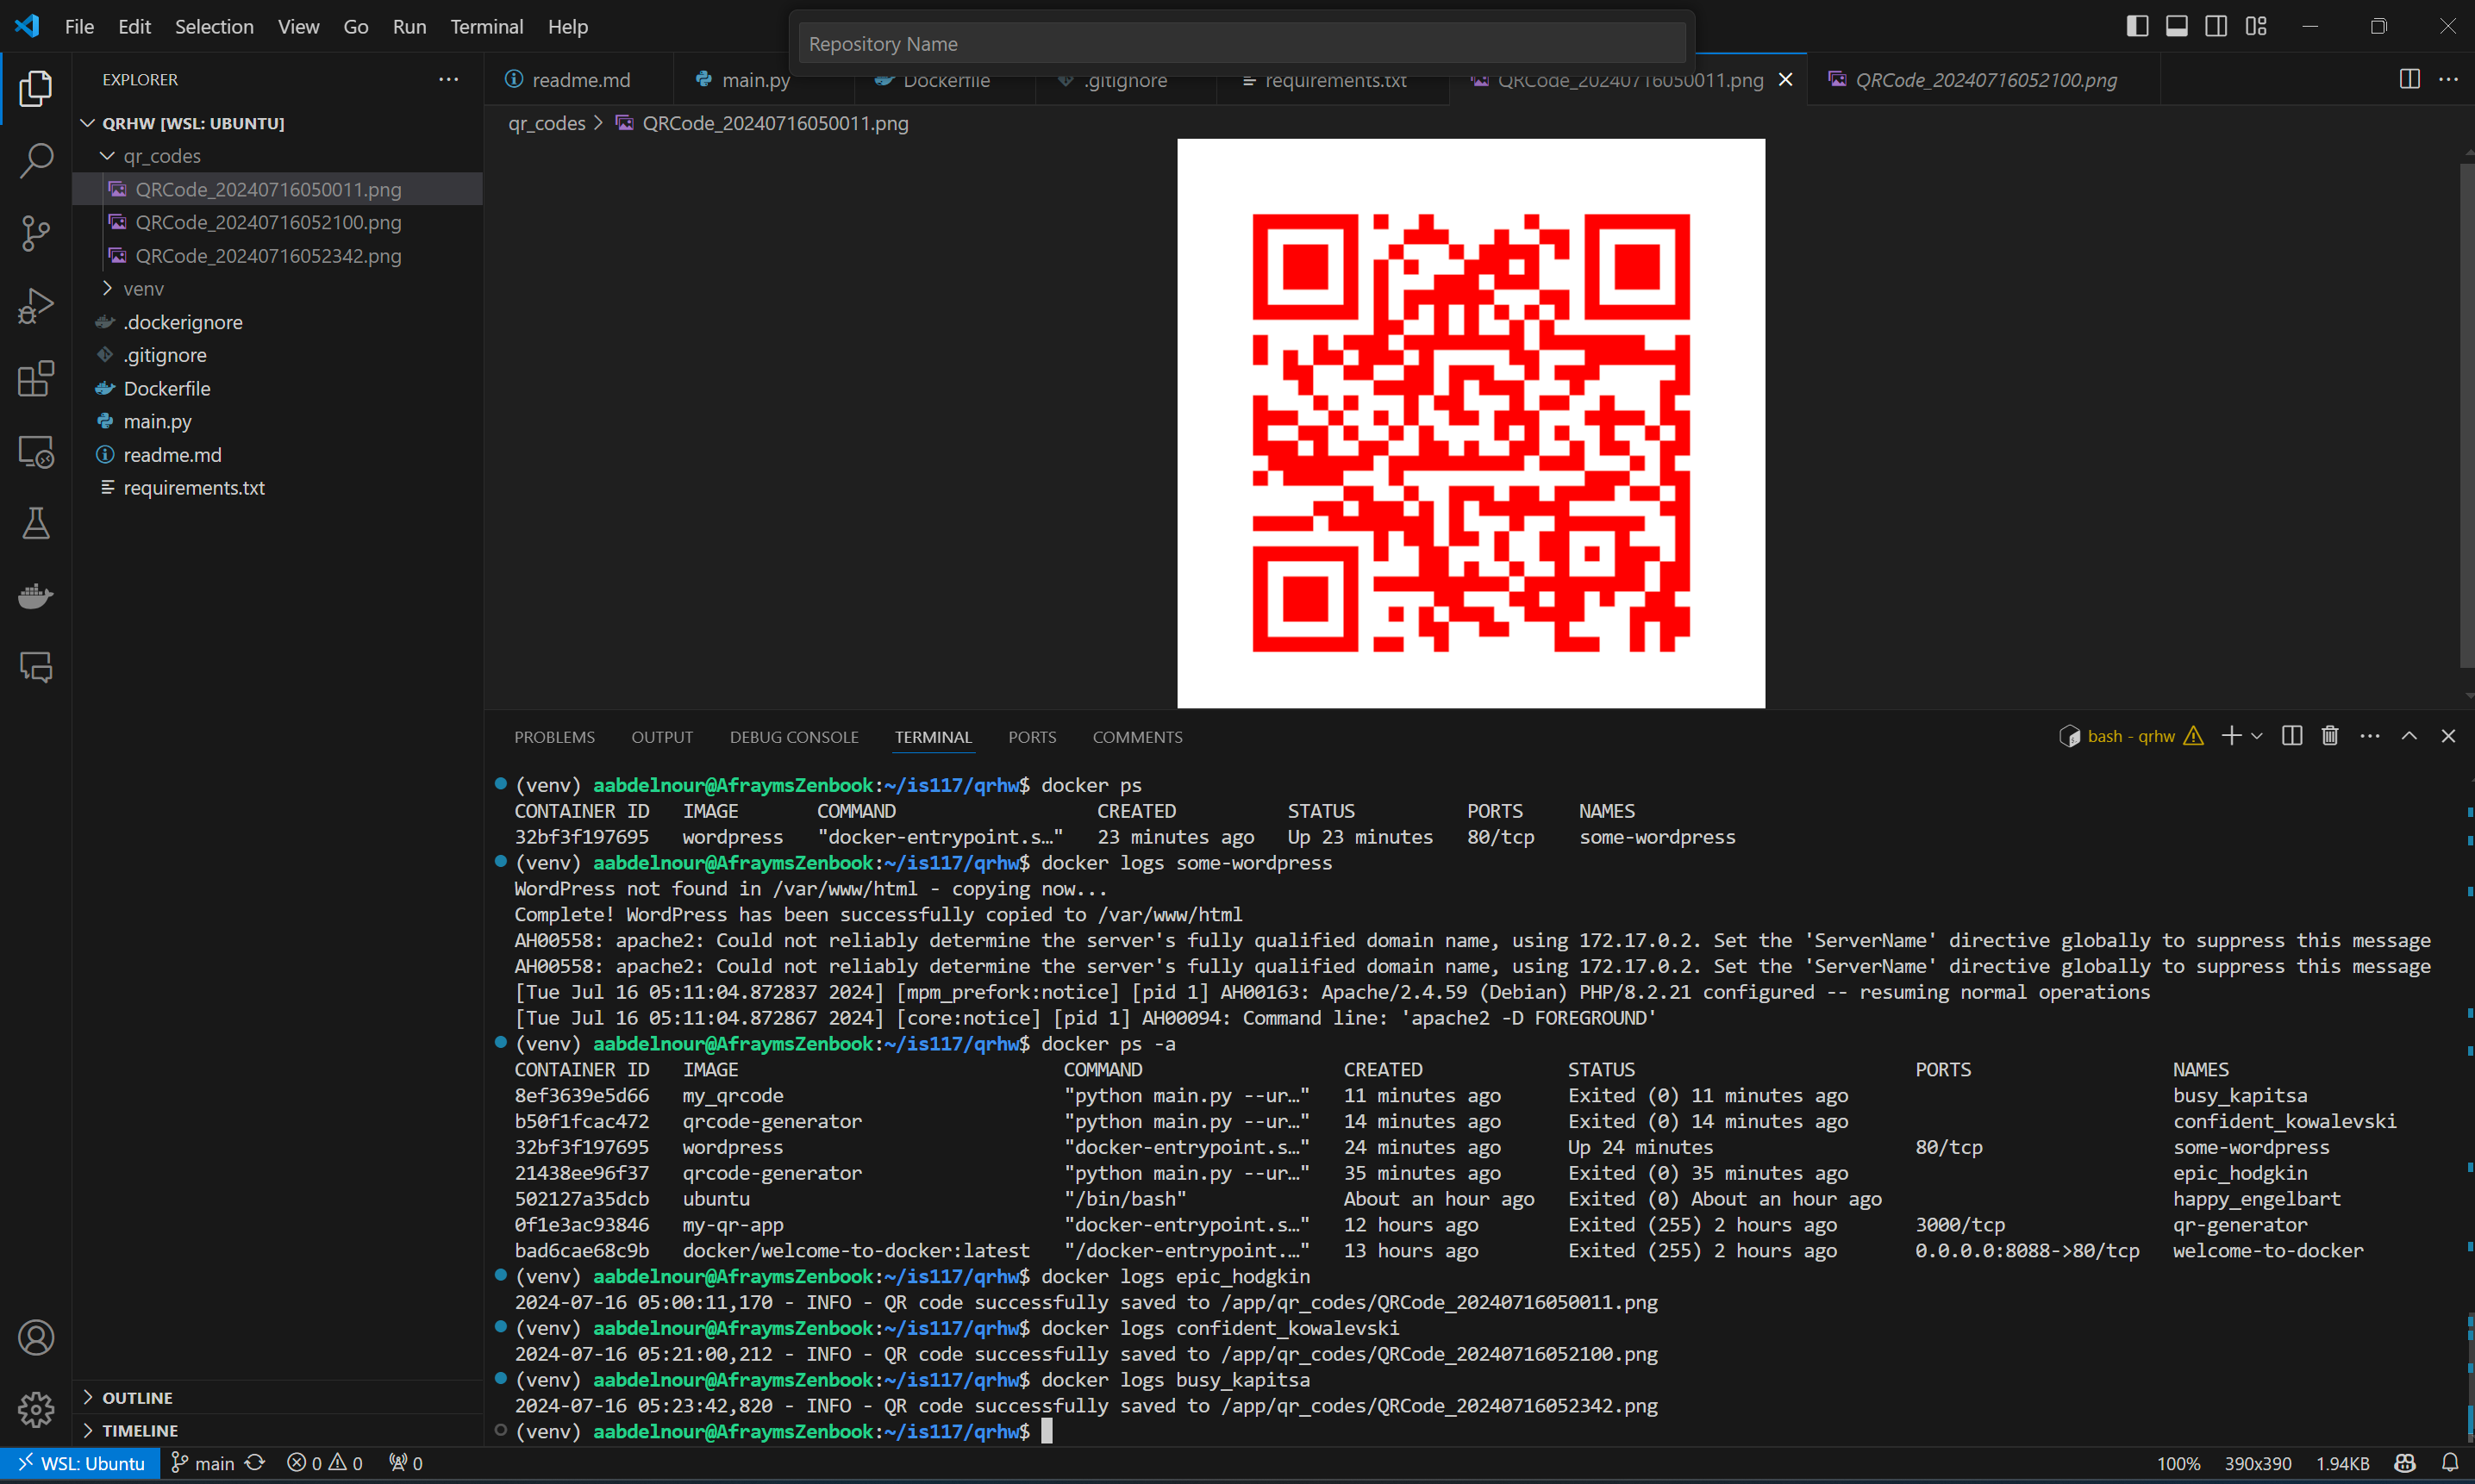 File Edit Selection View Go Run Terminal Help
Repository Name
EXPLORER
QRHW [WSL: UBUNTU]
qr_codes
QRCode_20240716050011.png
QRCode_20240716052100.png
QRCode_20240716052342.png
venv
.dockerignore
.gitignore
Dockerfile
main.py
readme.md
requirements.txt
OUTLINE
TIMELINE
readme.md main.py Dockerfile .gitignore requirements.txt QRCode_20240716050011.png QRCode_20240716052100.png
qr_codes > QRCode_20240716050011.png
PROBLEMS OUTPUT DEBUG CONSOLE TERMINAL PORTS COMMENTS
bash - qrhw
(venv) aabdelnour@AfraymsZenbook:~/is117/qrhw$ docker ps
CONTAINER ID IMAGE COMMAND CREATED STATUS PORTS NAMES
32bf3f197695 wordpress "docker-entrypoint.s…" 23 minutes ago Up 23 minutes 80/tcp some-wordpress
(venv) aabdelnour@AfraymsZenbook:~/is117/qrhw$ docker logs some-wordpress
WordPress not found in /var/www/html - copying now...
Complete! WordPress has been successfully copied to /var/www/html
AH00558: apache2: Could not reliably determine the server's fully qualified domain name, using 172.17.0.2. Set the 'ServerName' directive globally to suppress this message
AH00558: apache2: Could not reliably determine the server's fully qualified domain name, using 172.17.0.2. Set the 'ServerName' directive globally to suppress this message
[Tue Jul 16 05:11:04.872837 2024] [mpm_prefork:notice] [pid 1] AH00163: Apache/2.4.59 (Debian) PHP/8.2.21 configured -- resuming normal operations
[Tue Jul 16 05:11:04.872867 2024] [core:notice] [pid 1] AH00094: Command line: 'apache2 -D FOREGROUND'
(venv) aabdelnour@AfraymsZenbook:~/is117/qrhw$ docker ps -a
CONTAINER ID IMAGE COMMAND CREATED STATUS PORTS NAMES
8ef3639e5d66 my_qrcode "python main.py --ur…" 11 minutes ago Exited (0) 11 minutes ago busy_kapitsa
b50f1fcac472 qrcode-generator "python main.py --ur…" 14 minutes ago Exited (0) 14 minutes ago confident_kowalevski
32bf3f197695 wordpress "docker-entrypoint.s…" 24 minutes ago Up 24 minutes 80/tcp some-wordpress
21438ee96f37 qrcode-generator "python main.py --ur…" 35 minutes ago Exited (0) 35 minutes ago epic_hodgkin
502127a35dcb ubuntu "/bin/bash" About an hour ago Exited (0) About an hour ago happy_engelbart
0f1e3ac93846 my-qr-app "docker-entrypoint.s…" 12 hours ago Exited (255) 2 hours ago 3000/tcp qr-generator
bad6cae68c9b docker/welcome-to-docker:latest "/docker-entrypoint.…" 13 hours ago Exited (255) 2 hours ago 0.0.0.0:8088->80/tcp welcome-to-docker
(venv) aabdelnour@AfraymsZenbook:~/is117/qrhw$ docker logs epic_hodgkin
2024-07-16 05:00:11,170 - INFO - QR code successfully saved to /app/qr_codes/QRCode_20240716050011.png
(venv) aabdelnour@AfraymsZenbook:~/is117/qrhw$ docker logs confident_kowalevski
2024-07-16 05:21:00,212 - INFO - QR code successfully saved to /app/qr_codes/QRCode_20240716052100.png
(venv) aabdelnour@AfraymsZenbook:~/is117/qrhw$ docker logs busy_kapitsa
2024-07-16 05:23:42,820 - INFO - QR code successfully saved to /app/qr_codes/QRCode_20240716052342.png
(venv) aabdelnour@AfraymsZenbook:~/is117/qrhw$
WSL: Ubuntu main 0 0 0 100% 390x390 1.94KB